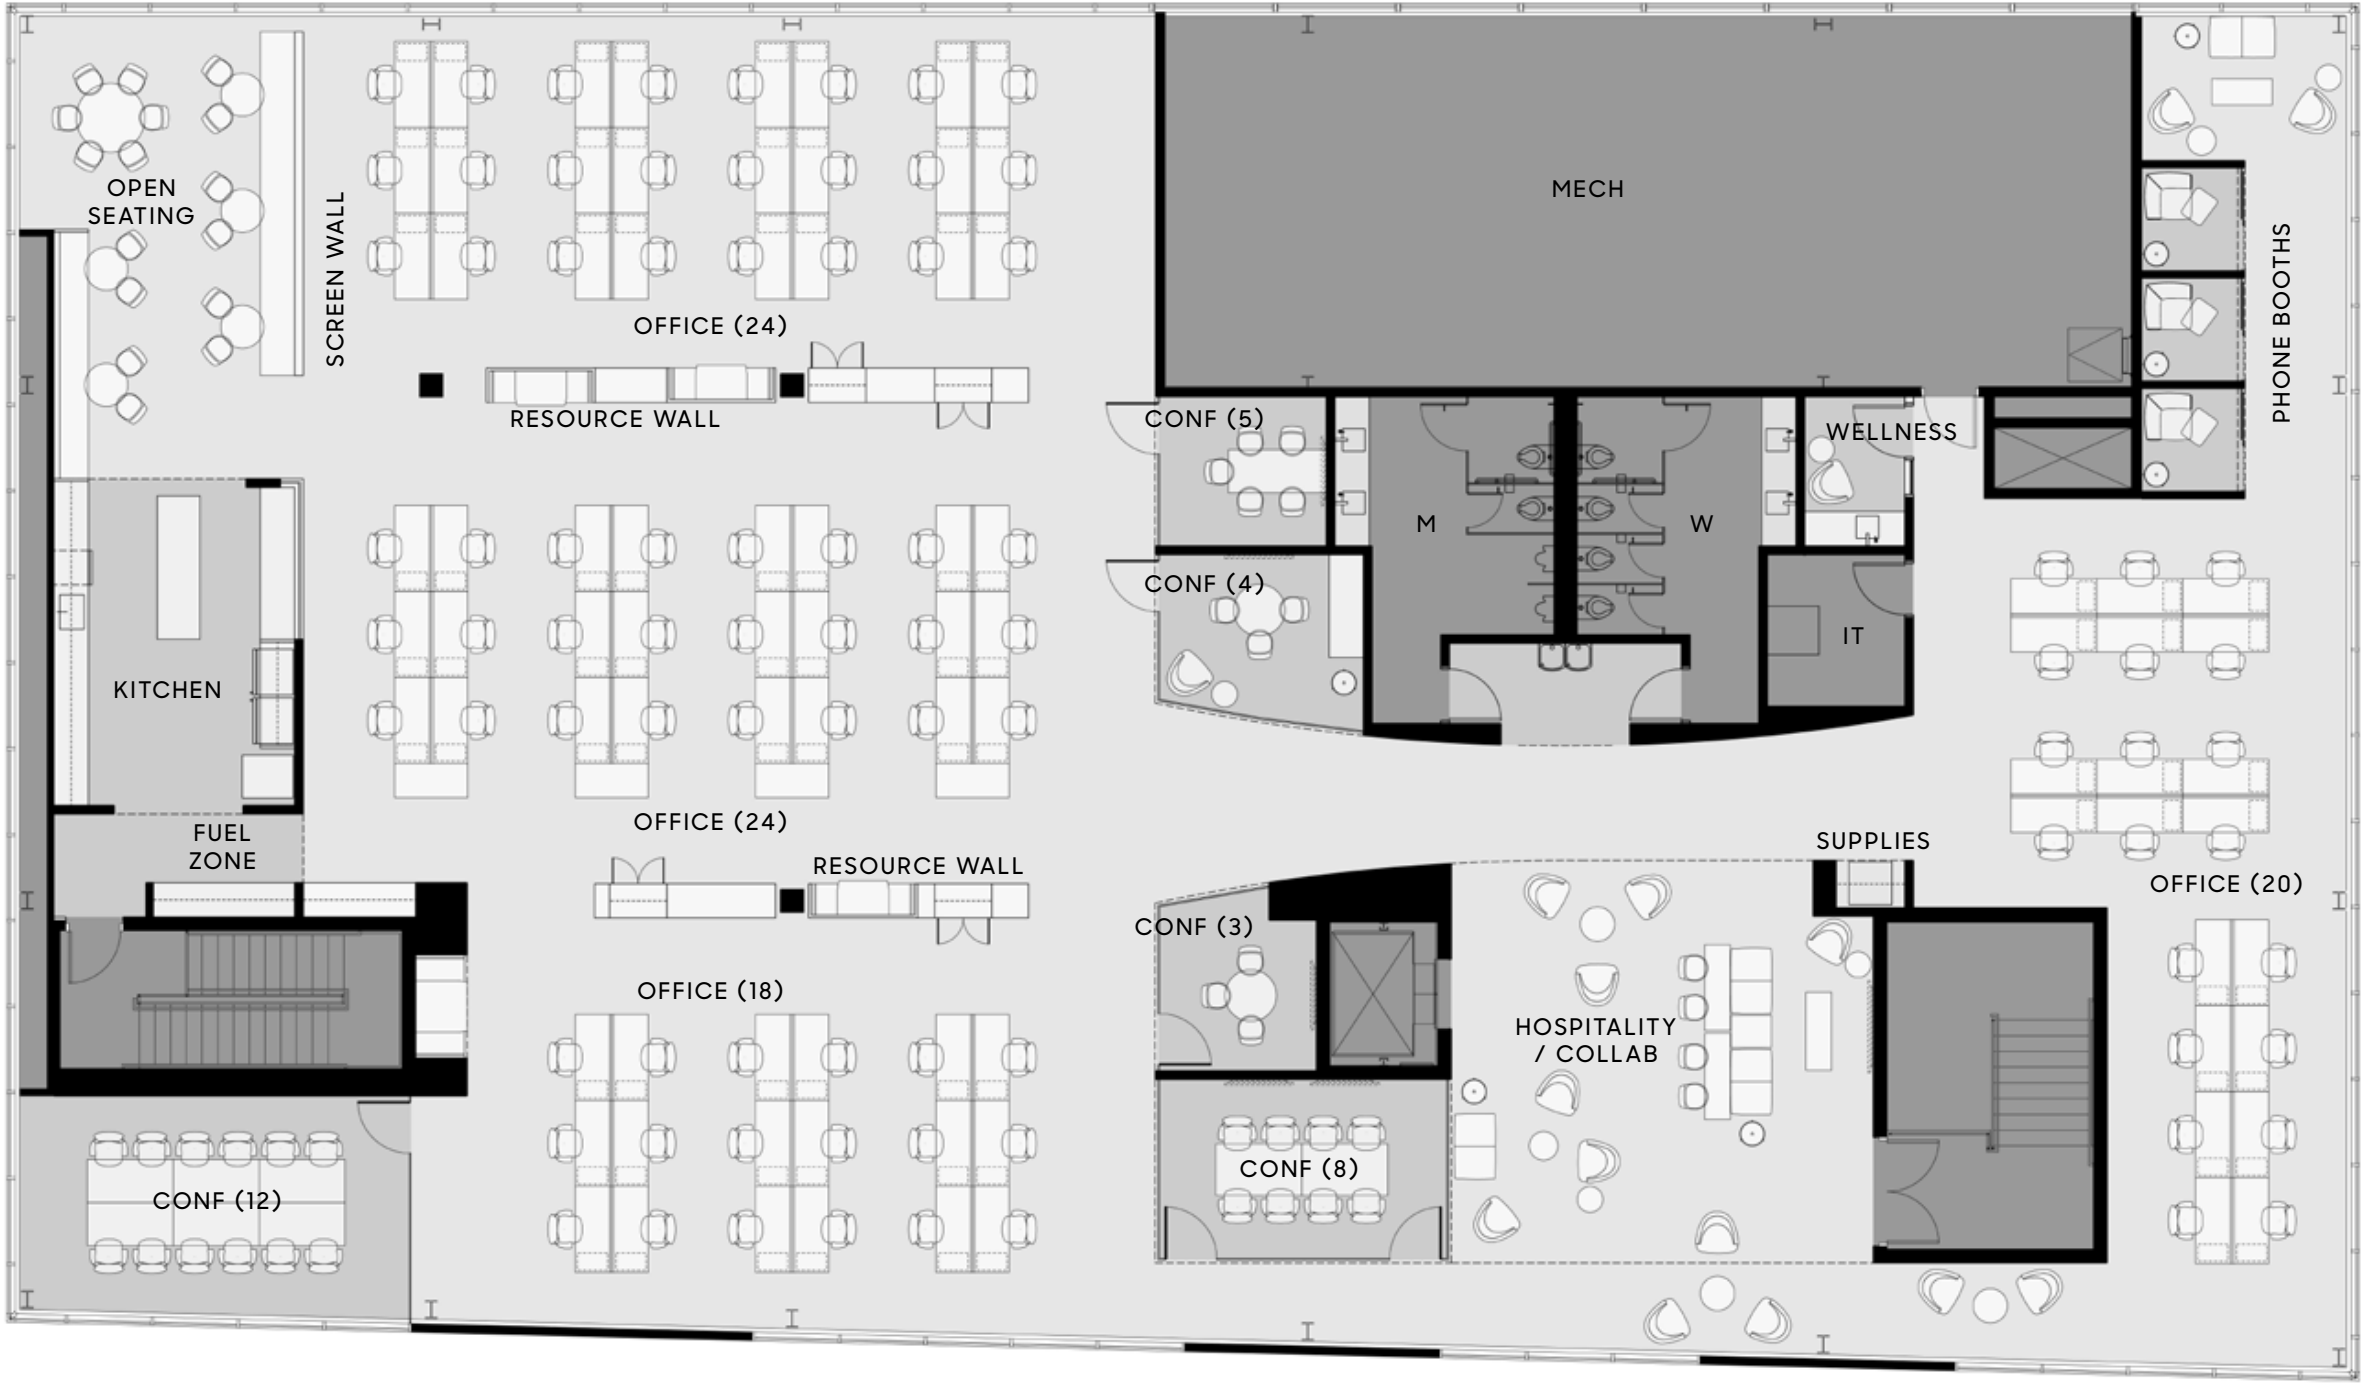 OPEN
SEATING
SCREEN WALL
OFFICE (24)
RESOURCE WALL
MECH
PHONE BOOTHS
CONF (5)
WELLNESS
M
W
CONF (4)
IT
KITCHEN
OFFICE (24)
FUEL
ZONE
RESOURCE WALL
SUPPLIES
OFFICE (20)
CONF (3)
OFFICE (18)
HOSPITALITY
/ COLLAB
CONF (8)
CONF (12)